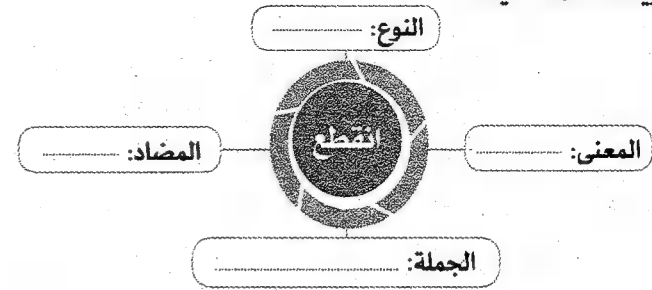 النوع: ..............
انقطع
المعنى: ..............
المضاد: ..............
الجملة: ..............